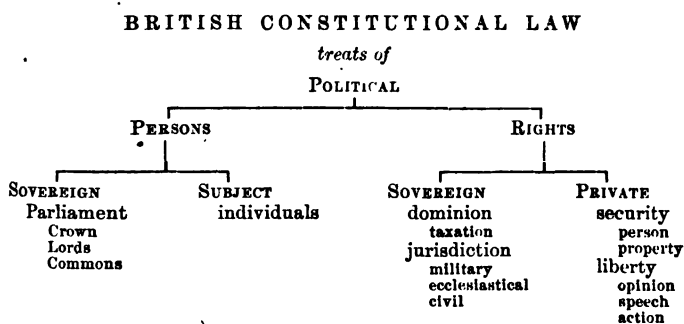 BRITISH CONSTITUTIONAL LAW
treats of
POLITICAL
PERSONS RIGHTS
SOVEREIGN SUBJECT SOVEREIGN PRIVATE
Parliament individuals dominion security
Crown taxation person
Lords jurisdiction property
Commons military liberty
ecclesiastical opinion
civil speech
action